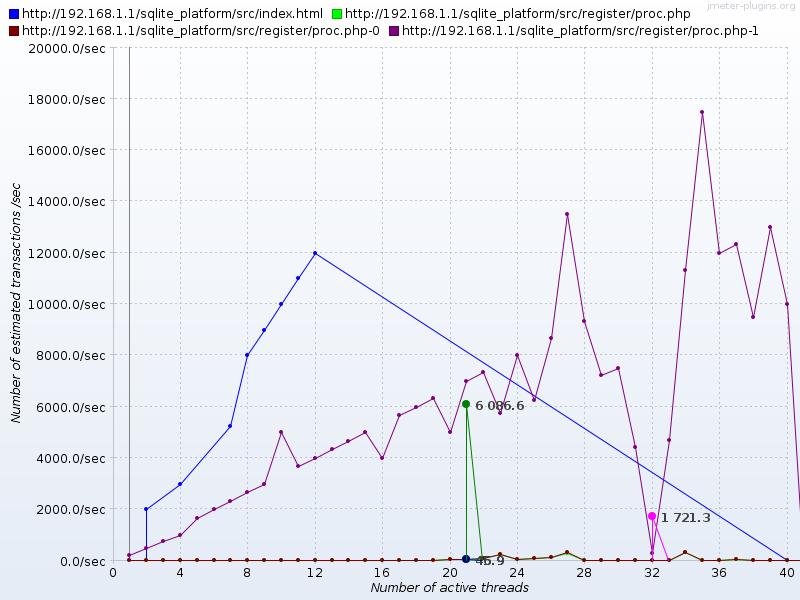 jmeter-plugins.org
http://192.168.1.1/sqlite_platform/src/index.html http://192.168.1.1/sqlite_platform/src/register/proc.php
http://192.168.1.1/sqlite_platform/src/register/proc.php-0 http://192.168.1.1/sqlite_platform/src/register/proc.php-1
20000.0/sec
18000.0/sec
16000.0/sec
14000.0/sec
12000.0/sec
10000.0/sec
8000.0/sec
6000.0/sec
4000.0/sec
2000.0/sec
0.0/sec
Number of estimated transactions /sec
6 086.6
1 721.3
0 4 8 12 16 20 24 28 32 36 40
Number of active threads